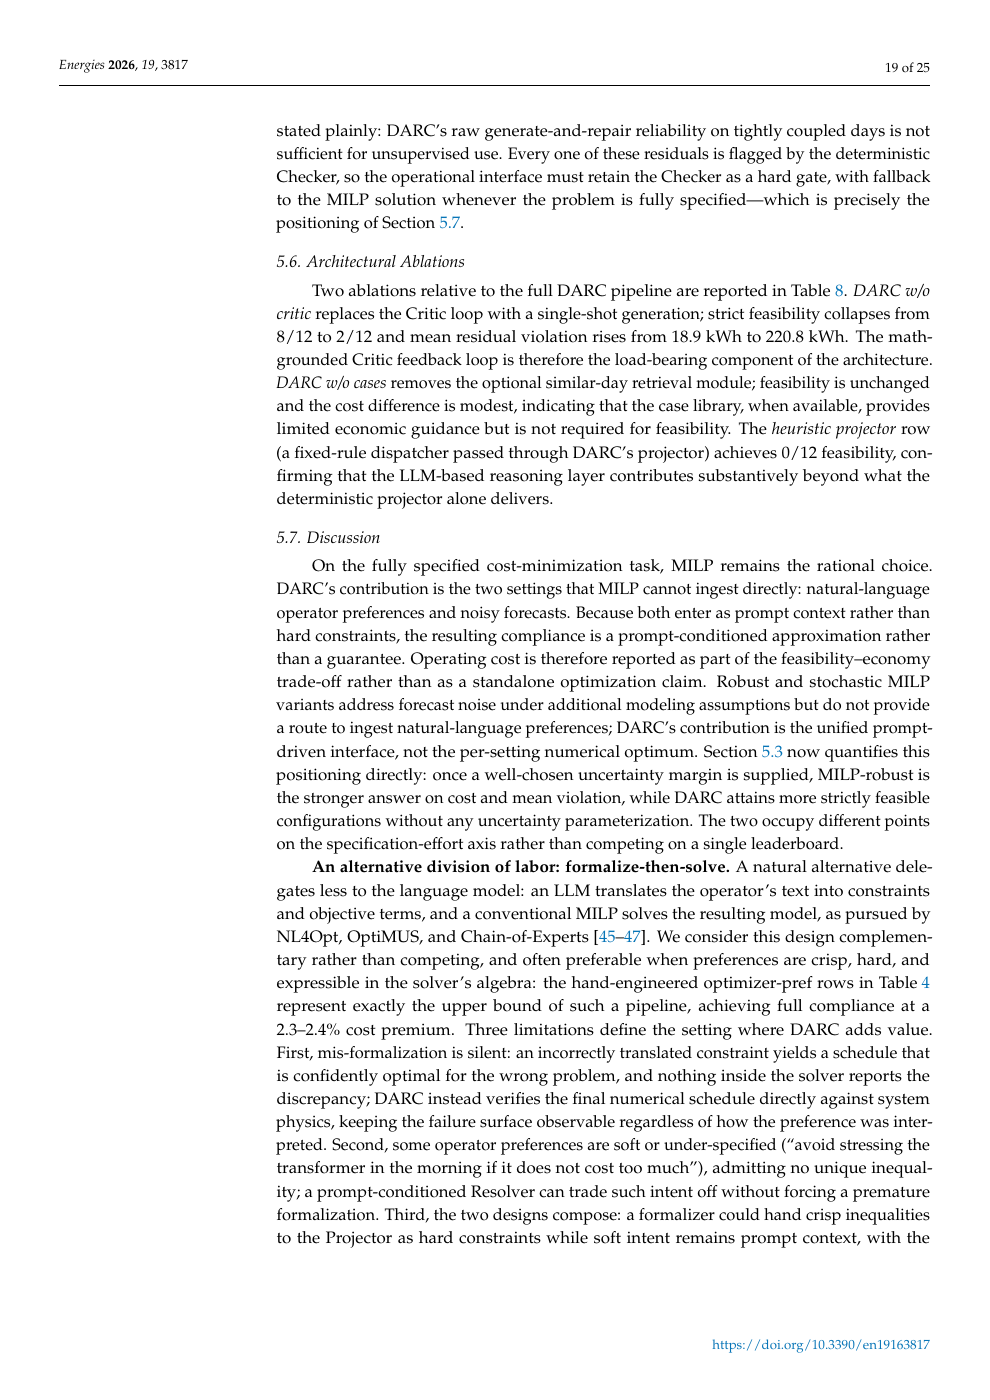 Energies 2026, 19, 3817
19 of 25
stated plainly: DARC's raw generate-and-repair reliability on tightly coupled days is not
sufficient for unsupervised use. Every one of these residuals is flagged by the deterministic
Checker, so the operational interface must retain the Checker as a hard gate, with fallback
to the MILP solution whenever the problem is fully specified—which is precisely the
positioning of Section 5.7.
5.6. Architectural Ablations
Two ablations relative to the full DARC pipeline are reported in Table 8. DARC w/o
critic replaces the Critic loop with a single-shot generation; strict feasibility collapses from
8/12 to 2/12 and mean residual violation rises from 18.9 kWh to 220.8 kWh. The math-
grounded Critic feedback loop is therefore the load-bearing component of the architecture.
DARC w/o cases removes the optional similar-day retrieval module; feasibility is unchanged
and the cost difference is modest, indicating that the case library, when available, provides
limited economic guidance but is not required for feasibility. The heuristic projector row
(a fixed-rule dispatcher passed through DARC's projector) achieves 0/12 feasibility, con-
firming that the LLM-based reasoning layer contributes substantively beyond what the
deterministic projector alone delivers.
5.7. Discussion
On the fully specified cost-minimization task, MILP remains the rational choice.
DARC's contribution is the two settings that MILP cannot ingest directly: natural-language
operator preferences and noisy forecasts. Because both enter as prompt context rather than
hard constraints, the resulting compliance is a prompt-conditioned approximation rather
than a guarantee. Operating cost is therefore reported as part of the feasibility–economy
trade-off rather than as a standalone optimization claim. Robust and stochastic MILP
variants address forecast noise under additional modeling assumptions but do not provide
a route to ingest natural-language preferences; DARC's contribution is the unified prompt-
driven interface, not the per-setting numerical optimum. Section 5.3 now quantifies this
positioning directly: once a well-chosen uncertainty margin is supplied, MILP-robust is
the stronger answer on cost and mean violation, while DARC attains more strictly feasible
configurations without any uncertainty parameterization. The two occupy different points
on the specification-effort axis rather than competing on a single leaderboard.
An alternative division of labor: formalize-then-solve. A natural alternative dele-
gates less to the language model: an LLM translates the operator's text into constraints
and objective terms, and a conventional MILP solves the resulting model, as pursued by
NL4Opt, OptiMUS, and Chain-of-Experts [45–47]. We consider this design complemen-
tary rather than competing, and often preferable when preferences are crisp, hard, and
expressible in the solver's algebra: the hand-engineered optimizer-pref rows in Table 4
represent exactly the upper bound of such a pipeline, achieving full compliance at a
2.3–2.4% cost premium. Three limitations define the setting where DARC adds value.
First, mis-formalization is silent: an incorrectly translated constraint yields a schedule that
is confidently optimal for the wrong problem, and nothing inside the solver reports the
discrepancy; DARC instead verifies the final numerical schedule directly against system
physics, keeping the failure surface observable regardless of how the preference was inter-
preted. Second, some operator preferences are soft or under-specified (“avoid stressing the
transformer in the morning if it does not cost too much”), admitting no unique inequal-
ity; a prompt-conditioned Resolver can trade such intent off without forcing a premature
formalization. Third, the two designs compose: a formalizer could hand crisp inequalities
to the Projector as hard constraints while soft intent remains prompt context, with the
https://doi.org/10.3390/en19163817